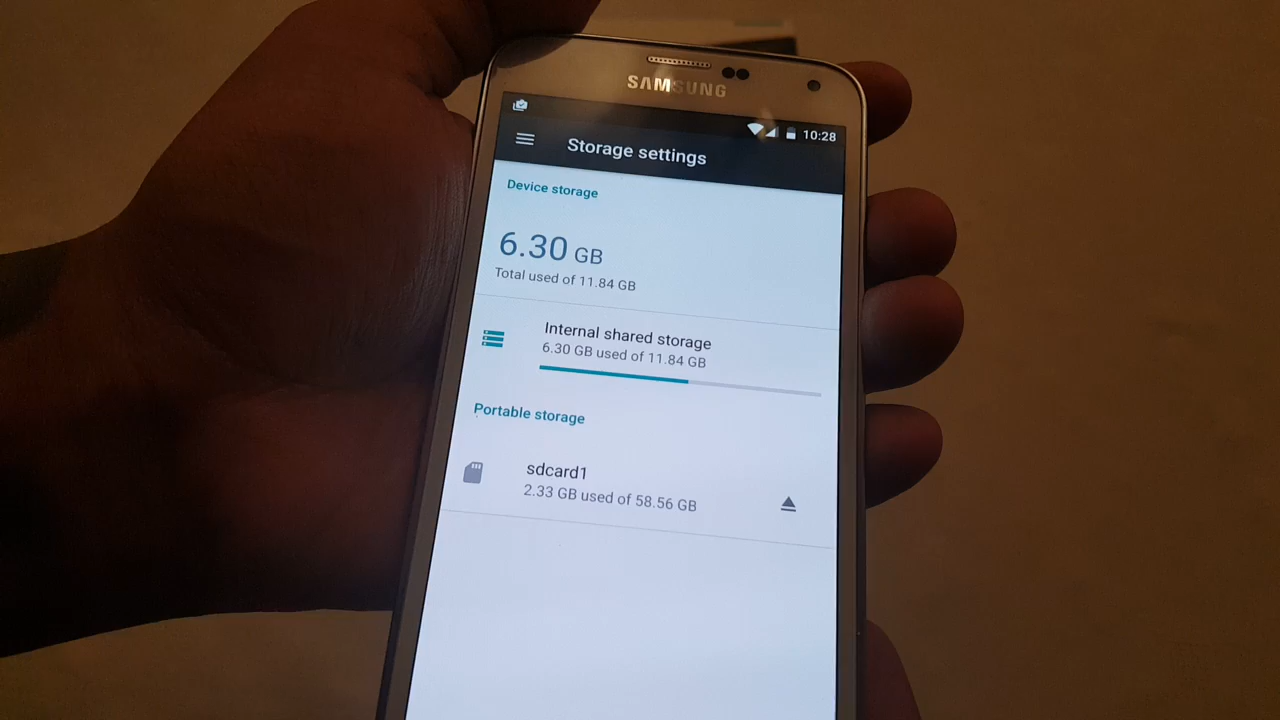 SAMSUNG
10:28
Storage settings
Device storage
6.30 GB
Total used of 11.84 GB
Internal shared storage
6.30 GB used of 11.84 GB
Portable storage
sdcard1
2.33 GB used of 58.56 GB